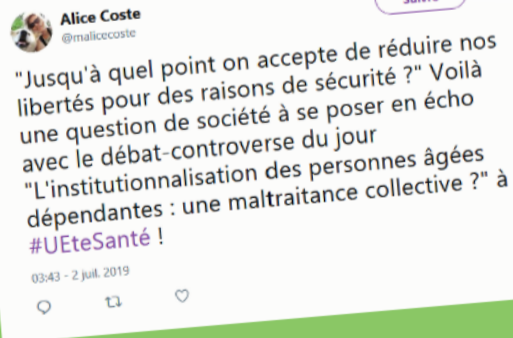 Alice Coste
@malicecoste
"Jusqu'à quel point on accepte de réduire nos
libertés pour des raisons de sécurité ?" Voilà
une question de société à se poser en écho
avec le débat-controverse du jour
"L'institutionnalisation des personnes âgées
dépendantes : une maltraitance collective ?" à
#UEteSanté !
03:43 - 2 juil. 2019